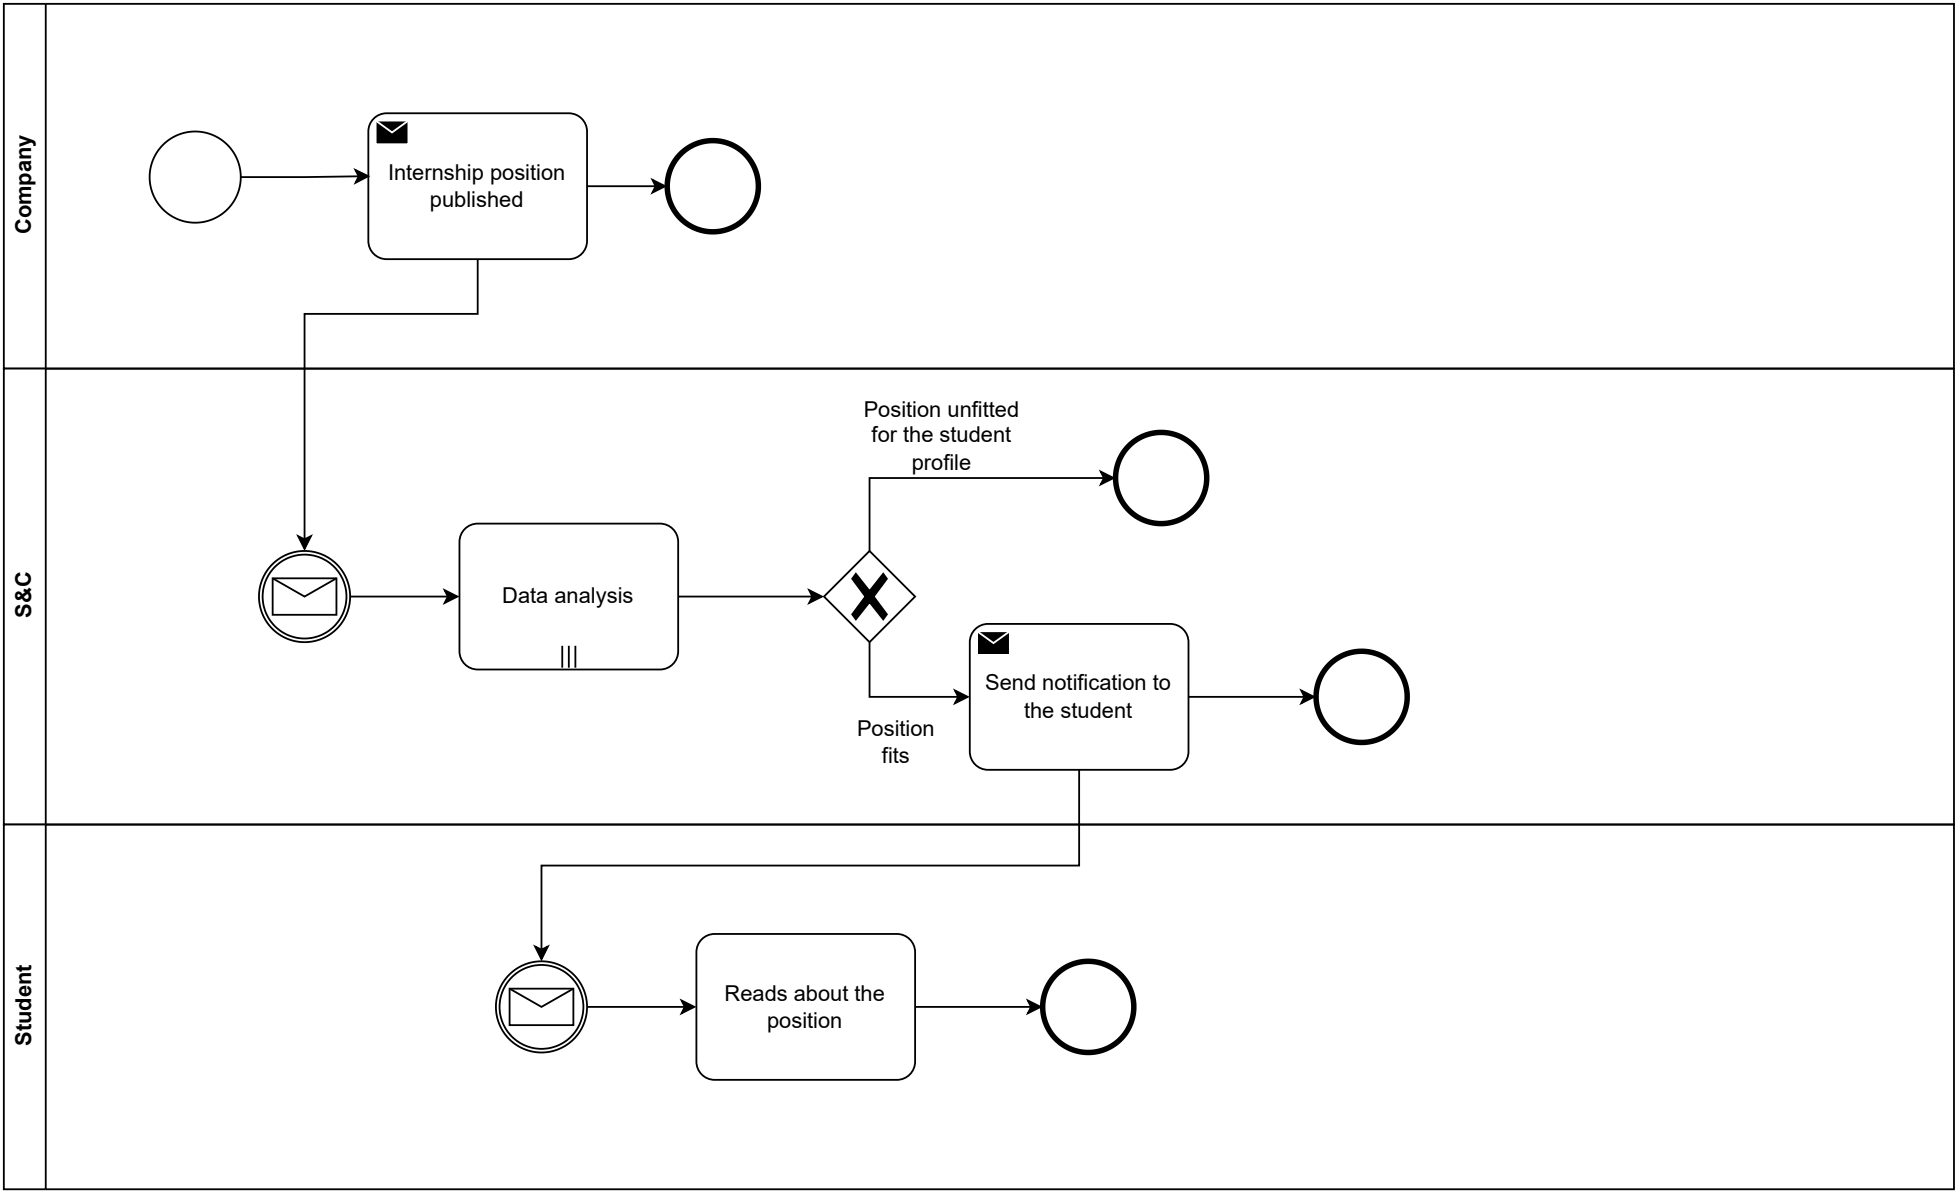 Company
Internship position
published
S&C
Position unfitted
for the student
profile
Data analysis
Send notification to
the student
Position
fits
Student
Reads about the
position